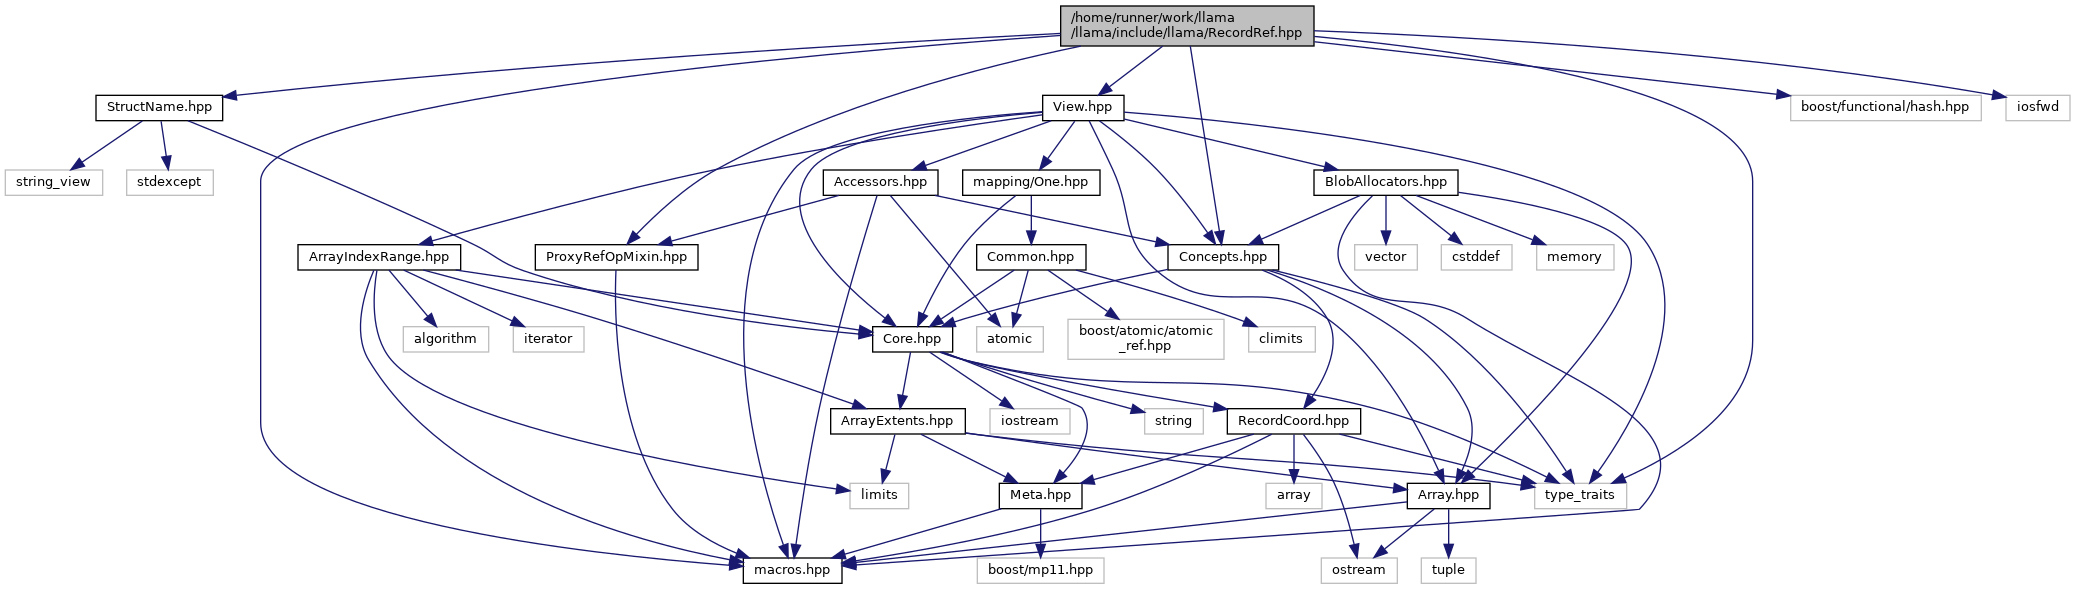 /home/runner/work/llama
/llama/include/llama/RecordRef.hpp
StructName.hpp
View.hpp
boost/functional/hash.hpp
iosfwd
string_view
stdexcept
Accessors.hpp
mapping/One.hpp
BlobAllocators.hpp
ArrayIndexRange.hpp
ProxyRefOpMixin.hpp
Common.hpp
Concepts.hpp
vector
cstddef
memory
algorithm
iterator
Core.hpp
atomic
boost/atomic/atomic
_ref.hpp
climits
ArrayExtents.hpp
iostream
string
RecordCoord.hpp
limits
Meta.hpp
array
Array.hpp
type_traits
macros.hpp
boost/mp11.hpp
ostream
tuple